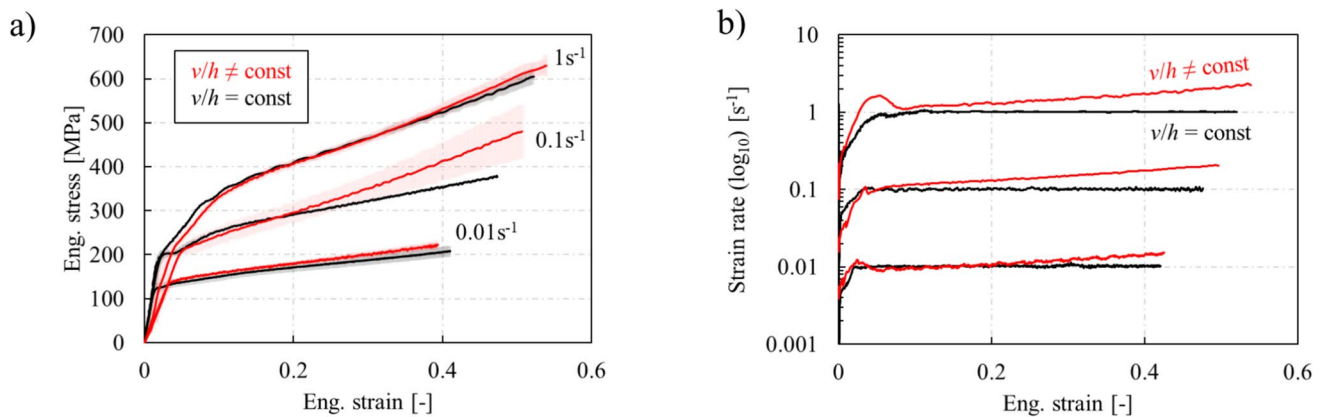 a)
700
600
500
400
300
200
100
0
Eng. stress [MPa]
v/h ≠ const
v/h = const
1s⁻¹
0.1s⁻¹
0.01s⁻¹
0
0.2
0.4
0.6
Eng. strain [-]
b)
10
1
0.1
0.01
0.001
Strain rate (log₁₀) [s⁻¹]
v/h ≠ const
v/h = const
0
0.2
0.4
0.6
Eng. strain [-]